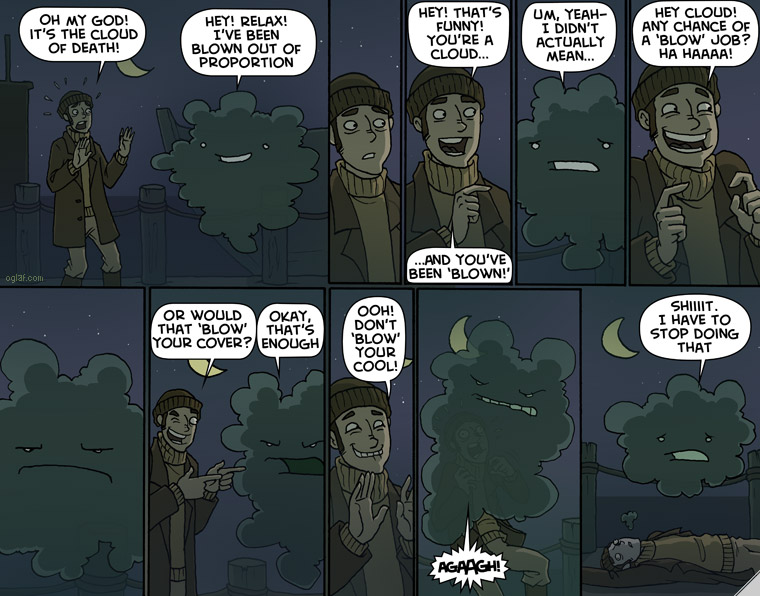 OH MY GOD!
IT'S THE CLOUD
OF DEATH!
HEY! RELAX!
I'VE BEEN
BLOWN OUT OF
PROPORTION
HEY! THAT'S
FUNNY!
YOU'RE A
CLOUD...
...AND YOU'VE
BEEN 'BLOWN!'
UM, YEAH-
I DIDN'T
ACTUALLY
MEAN...
HEY CLOUD!
ANY CHANCE OF
A 'BLOW' JOB?
HA HAAAA!
oglaf.com
OR WOULD
THAT 'BLOW'
YOUR COVER?
OKAY,
THAT'S
ENOUGH
OOH!
DON'T
'BLOW'
YOUR
COOL!
AGAAGH!
SHIIIIT.
I HAVE TO
STOP DOING
THAT